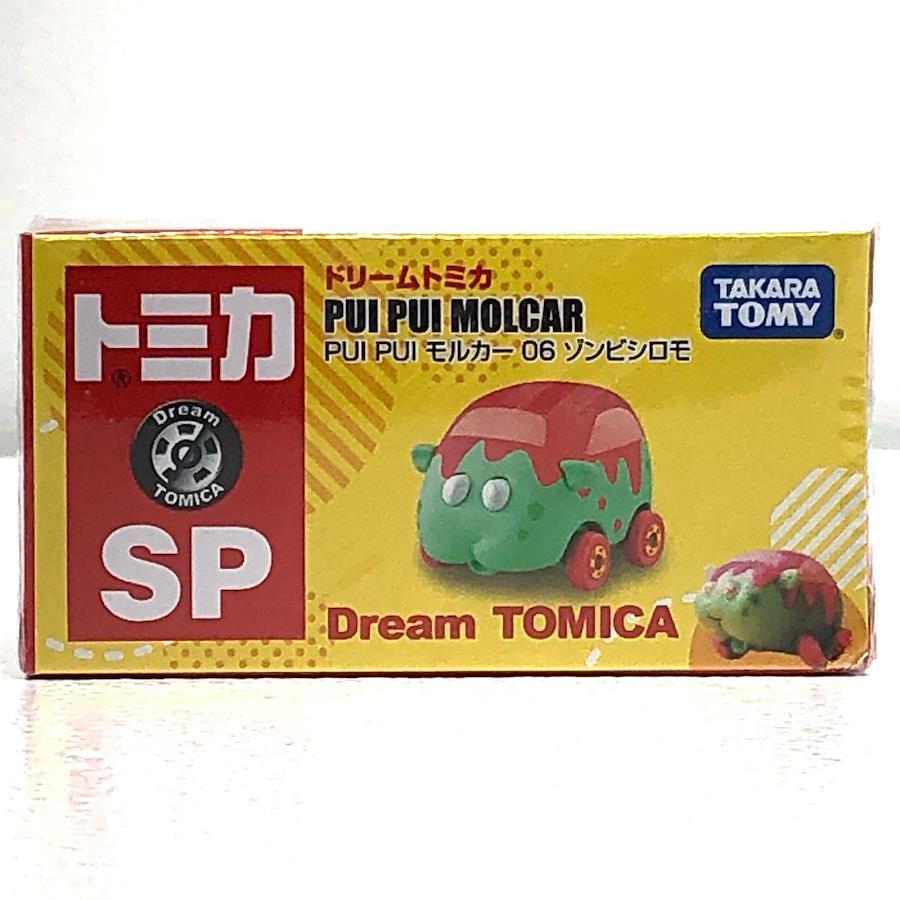 トミカ
®
Dream
TOMICA
SP
ドリームトミカ
PUI PUI MOLCAR
PUI PUI モルカー 06 ゾンビシロモ
TAKARA
TOMY
®
Dream TOMICA